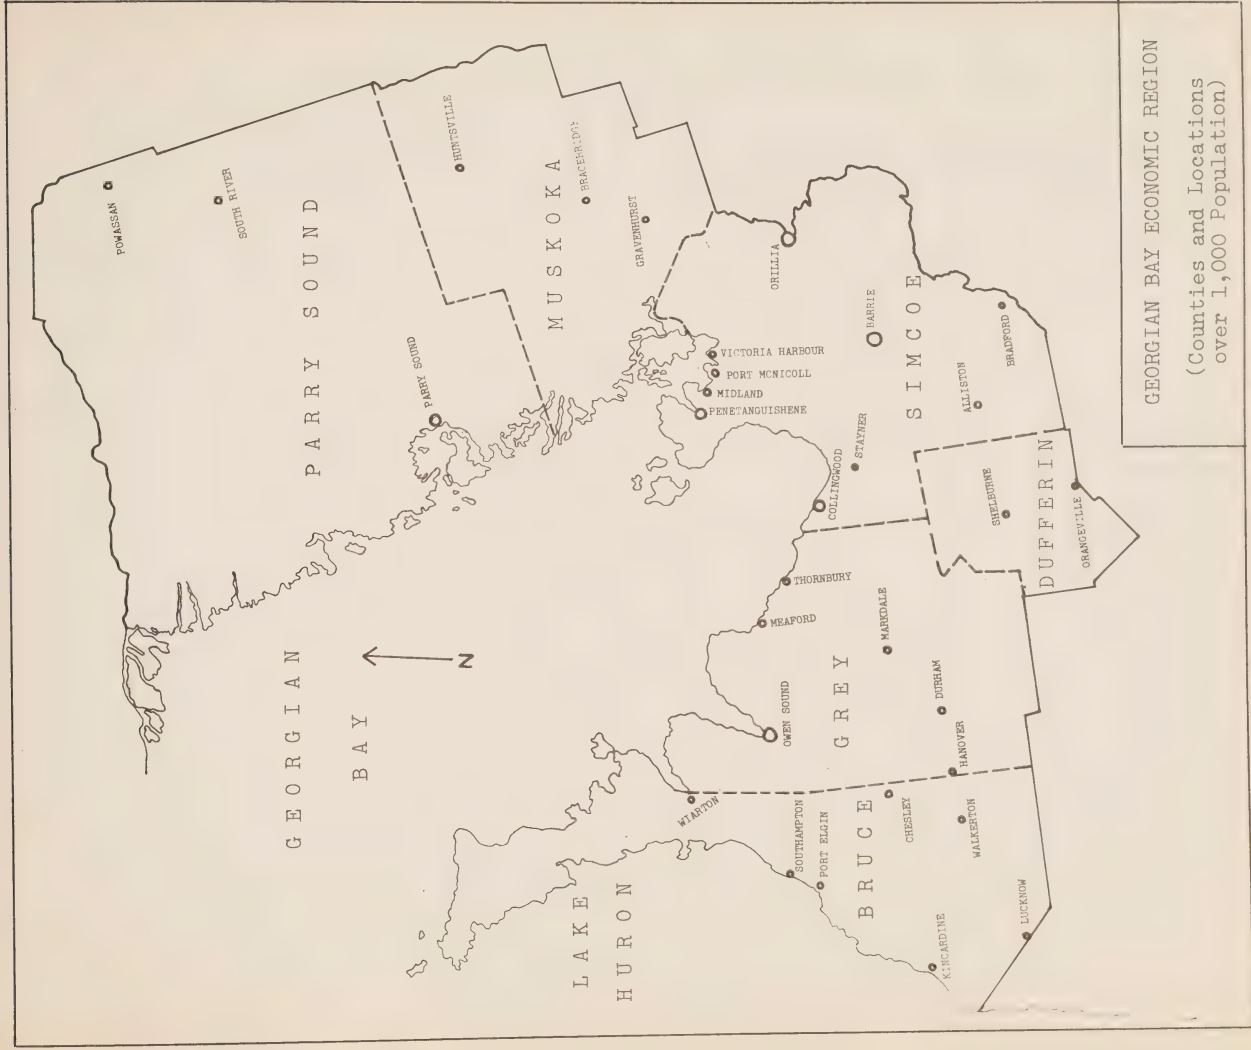 POWASSAN
SOUTH RIVER
PARRY SOUND
PARRY SOUND
HUNTSVILLE
MUSKOKA
BRACEBRIDGE
GRAVENHURST
GEORGIAN
BAY
N
LAKE
HURON
ORILLIA
BARRIE
VICTORIA HARBOUR
PORT MCNICOLL
MIDLAND
PENETANGUISHENE
SIMCOE
BRADFORD
ALLISTON
STAYNER
COLLINGWOOD
DUFFERIN
SHELBURNE
ORANGEVILLE
THORNBURY
MEAFORD
OWEN SOUND
GREY
MARKDALE
DURHAM
HANOVER
WIARTON
SOUTHAMPTON
PORT ELGIN
BRUCE
CHESLEY
WALKERTON
KINCARDINE
LUCKNOW
GEORGIAN BAY ECONOMIC REGION
(Counties and Locations
over 1,000 Population)